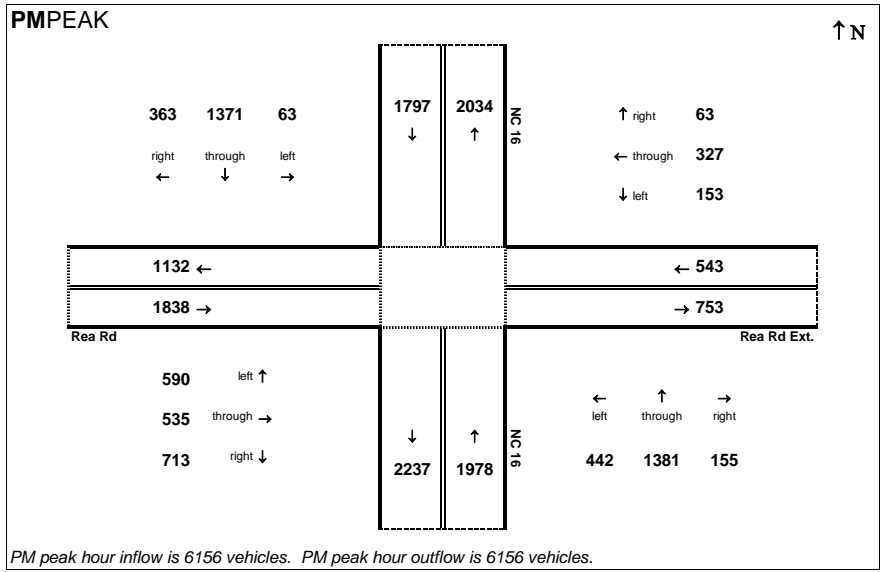 PMPEAK
↑ N
363 1371 63
right through left
← ↓ →
1797 2034
↓ ↑
NC 16
↑ right 63
← through 327
↓ left 153
1132 ←
1838 →
← 543
→ 753
Rea Rd
Rea Rd Ext.
590 left ↑
535 through →
713 right ↓
↓ ↑
2237 1978
NC 16
← ↑ →
left through right
442 1381 155
PM peak hour inflow is 6156 vehicles. PM peak hour outflow is 6156 vehicles.